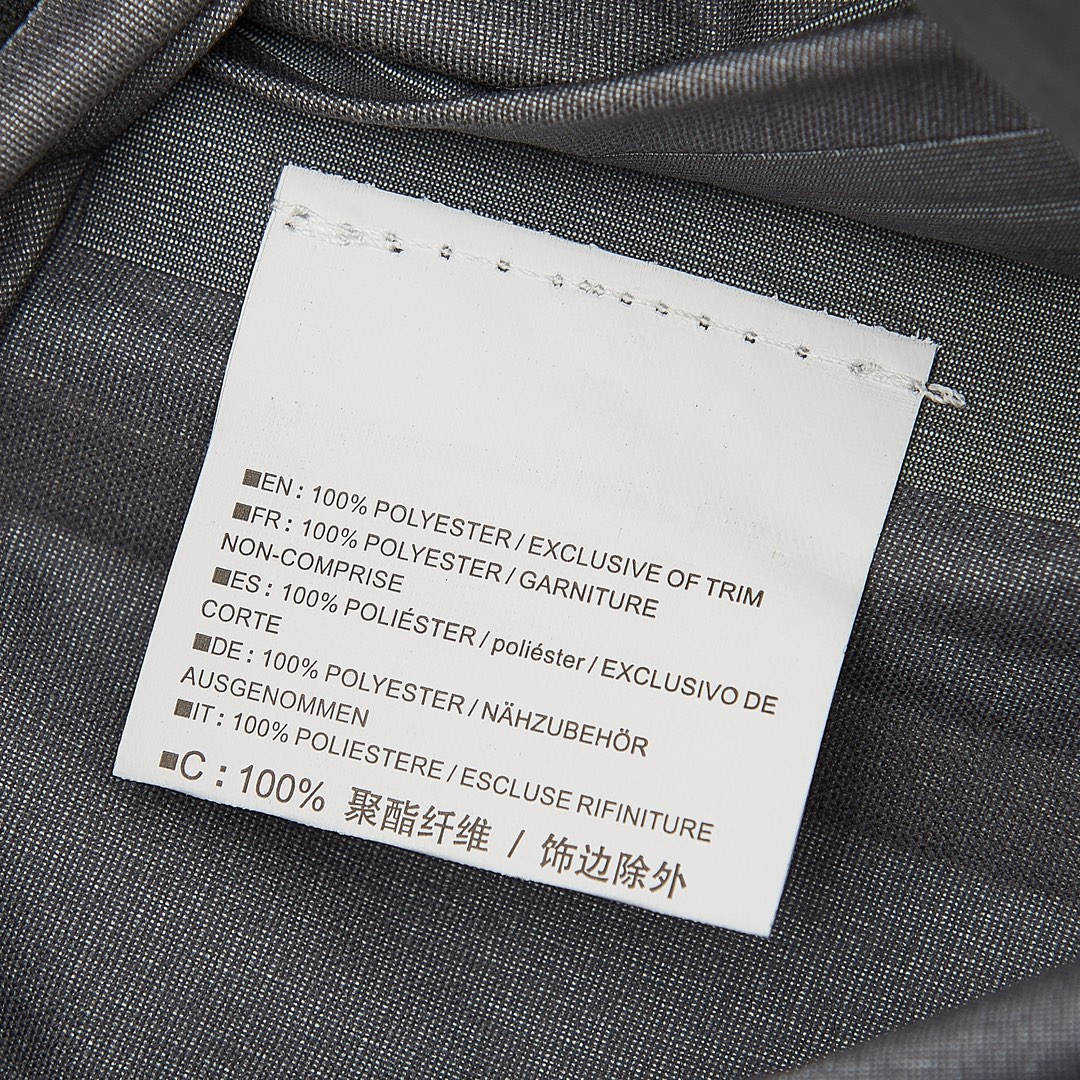 ■EN : 100% POLYESTER / EXCLUSIVE OF TRIM
■FR : 100% POLYESTER / GARNITURE
NON-COMPRISE
■ES : 100% POLIÉSTER / poliéster / EXCLUSIVO DE
CORTE
■DE : 100% POLYESTER / NÄHZUBEHÖR
AUSGENOMMEN
■IT : 100% POLIESTERE / ESCLUSE RIFINITURE
■C : 100% 聚酯纤维 / 饰边除外